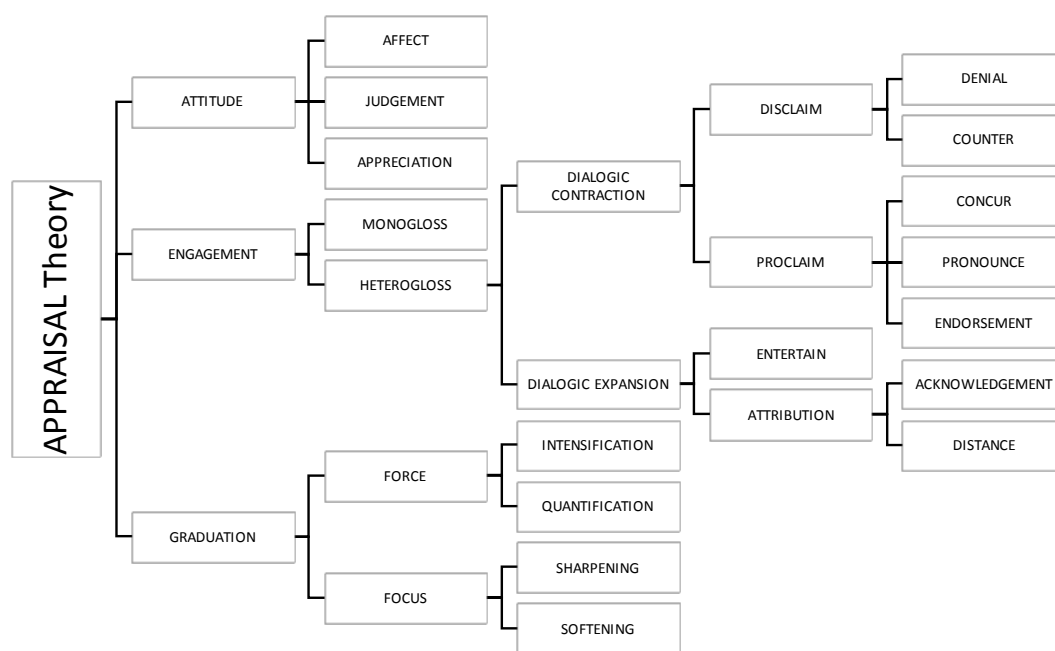 APPRAISAL Theory
ATTITUDE
AFFECT
JUDGEMENT
APPRECIATION
ENGAGEMENT
MONOGLOSS
HETEROGLOSS
DIALOGIC
CONTRACTION
DISCLAIM
DENIAL
COUNTER
PROCLAIM
CONCUR
PRONOUNCE
ENDORSEMENT
DIALOGIC EXPANSION
ENTERTAIN
ATTRIBUTION
ACKNOWLEDGEMENT
DISTANCE
GRADUATION
FORCE
INTENSIFICATION
QUANTIFICATION
FOCUS
SHARPENING
SOFTENING